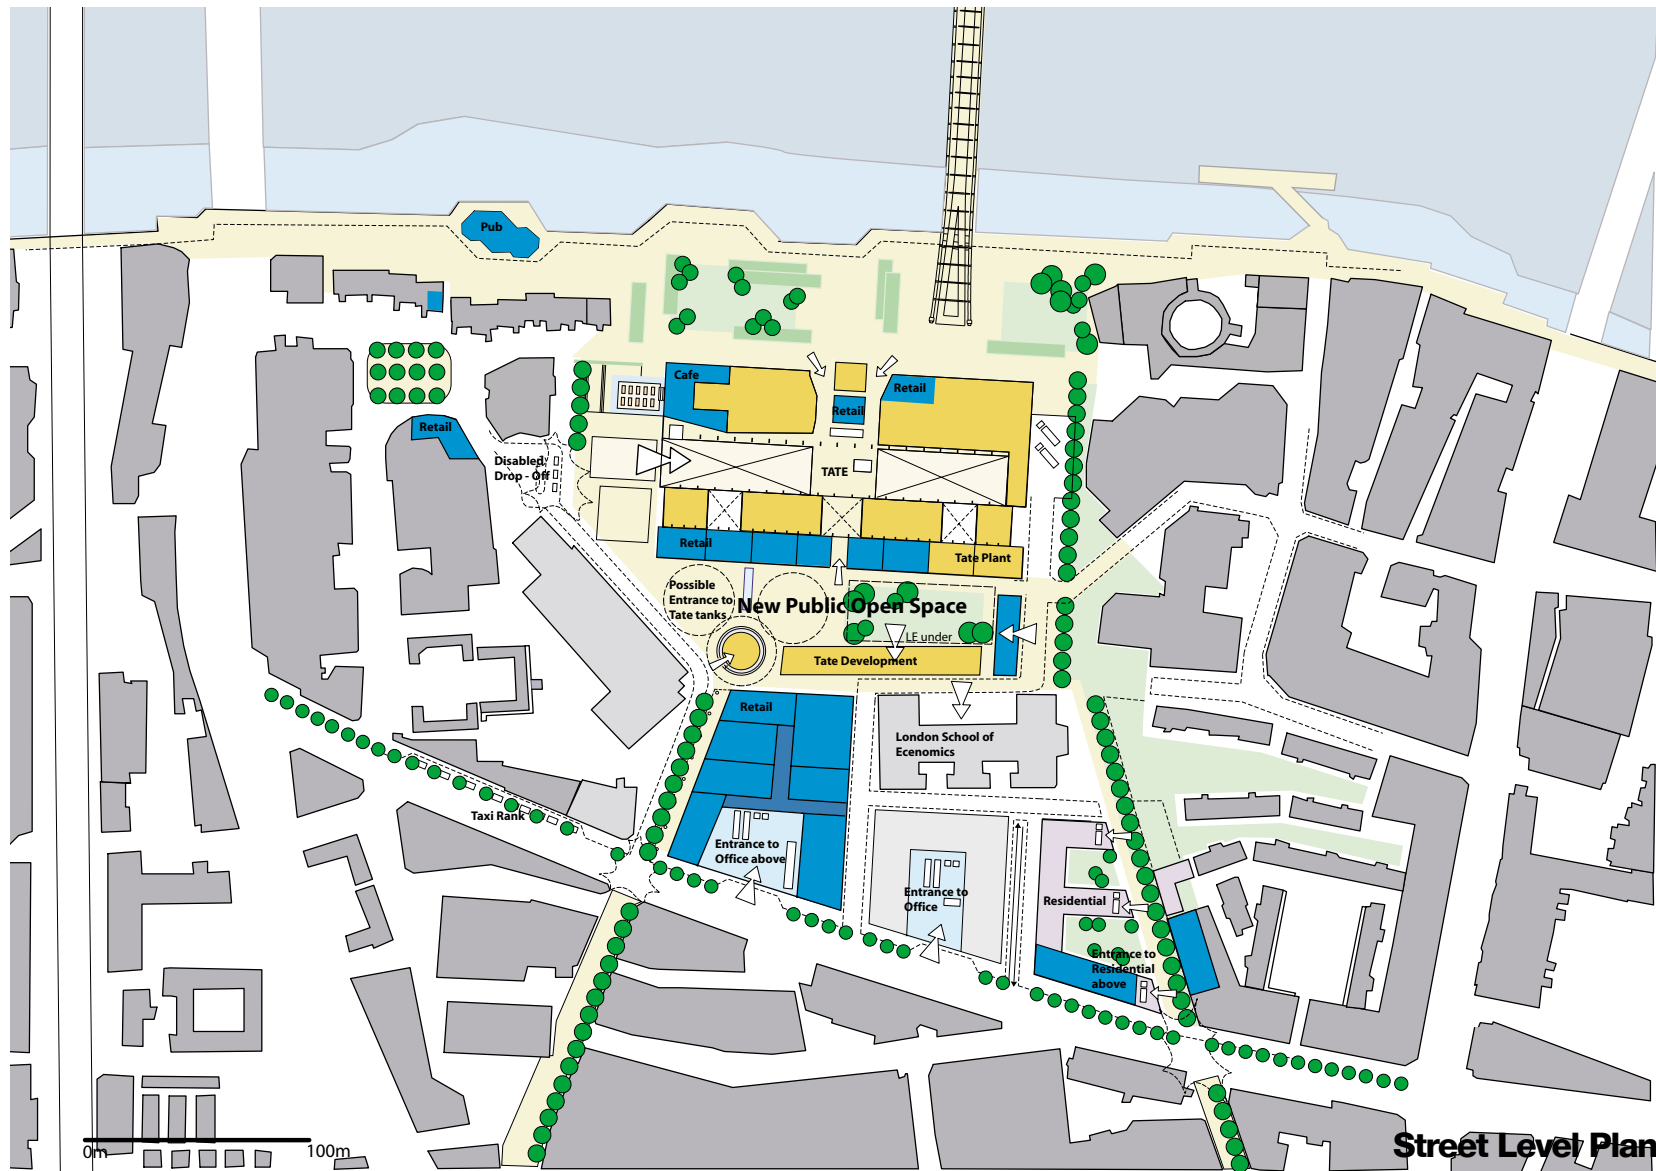 Pub
Cafe
Retail
Retail
Retail
Disabled
Drop - Off
TATE
Retail
Tate Plant
Possible
Entrance to
Tate tanks
New Public Open Space
LE under
Tate Development
Retail
London School of
Economics
Taxi Rank
Entrance to
Office above
Entrance to
Office
Residential
Entrance to
Residential
above
0m
100m
Street Level Plan